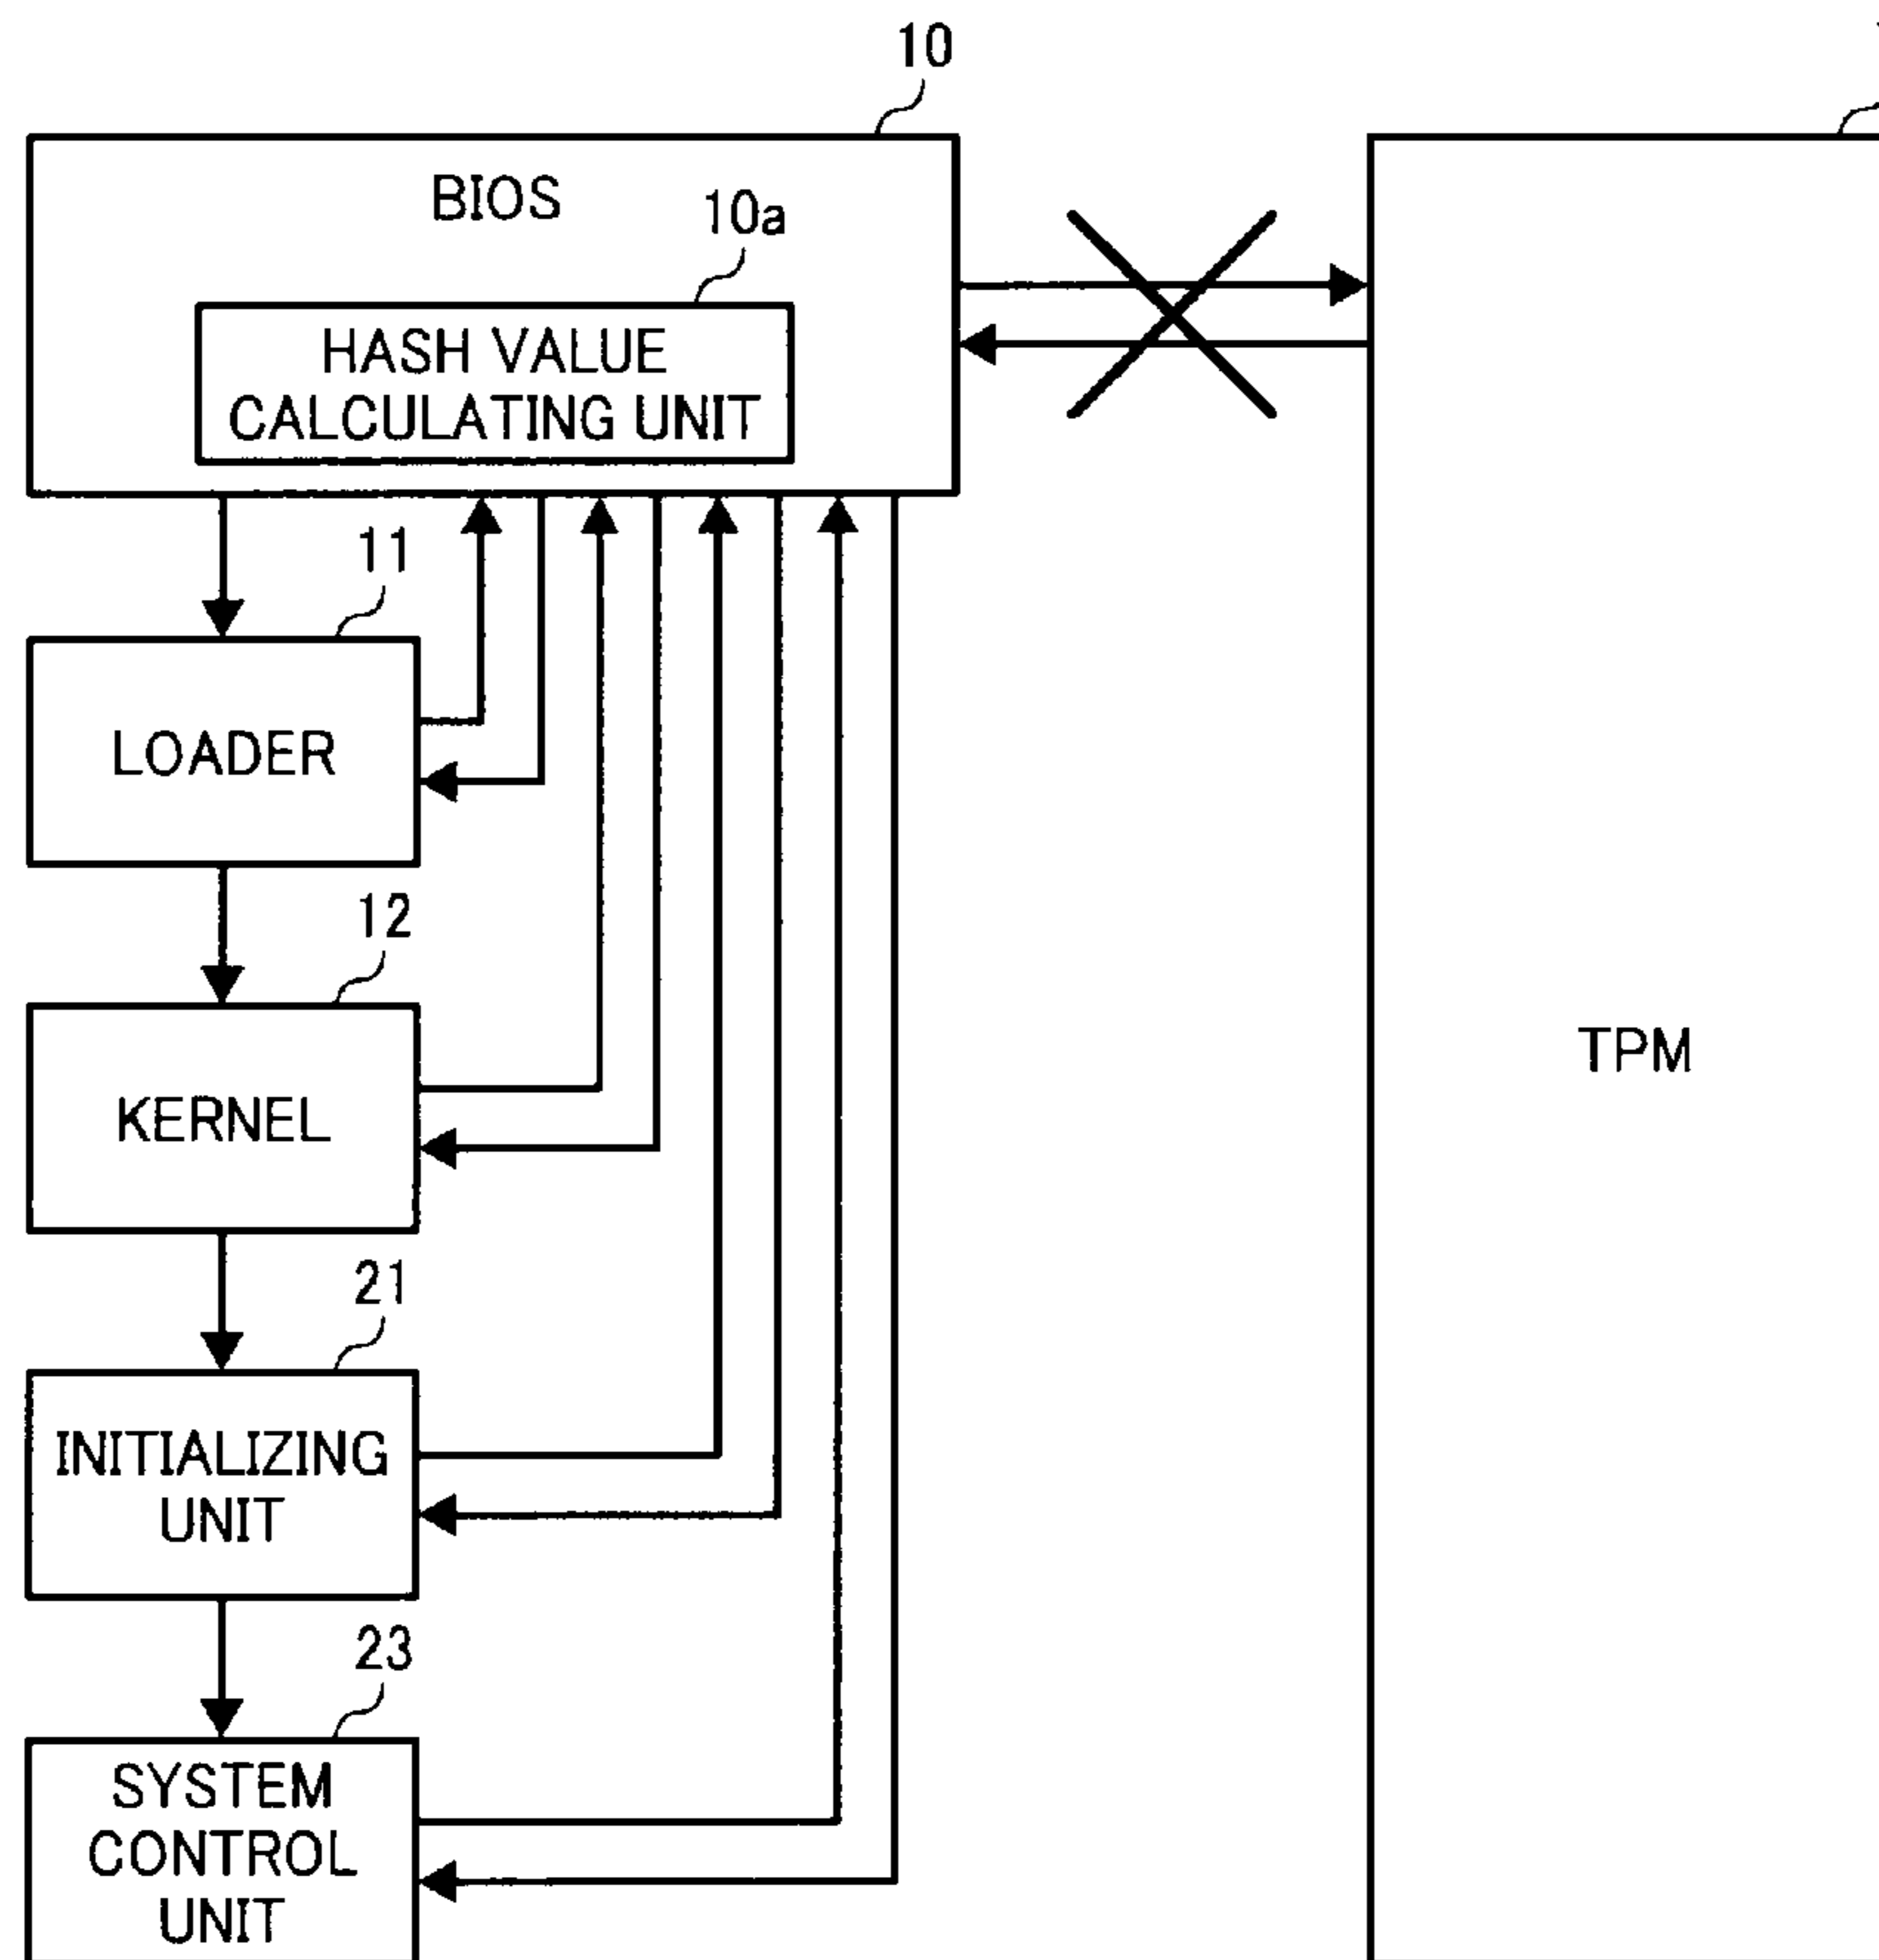 10
BIOS
10a
HASH VALUE
CALCULATING UNIT
11
LOADER
12
KERNEL
TPM
21
INITIALIZING
UNIT
23
SYSTEM
CONTROL
UNIT